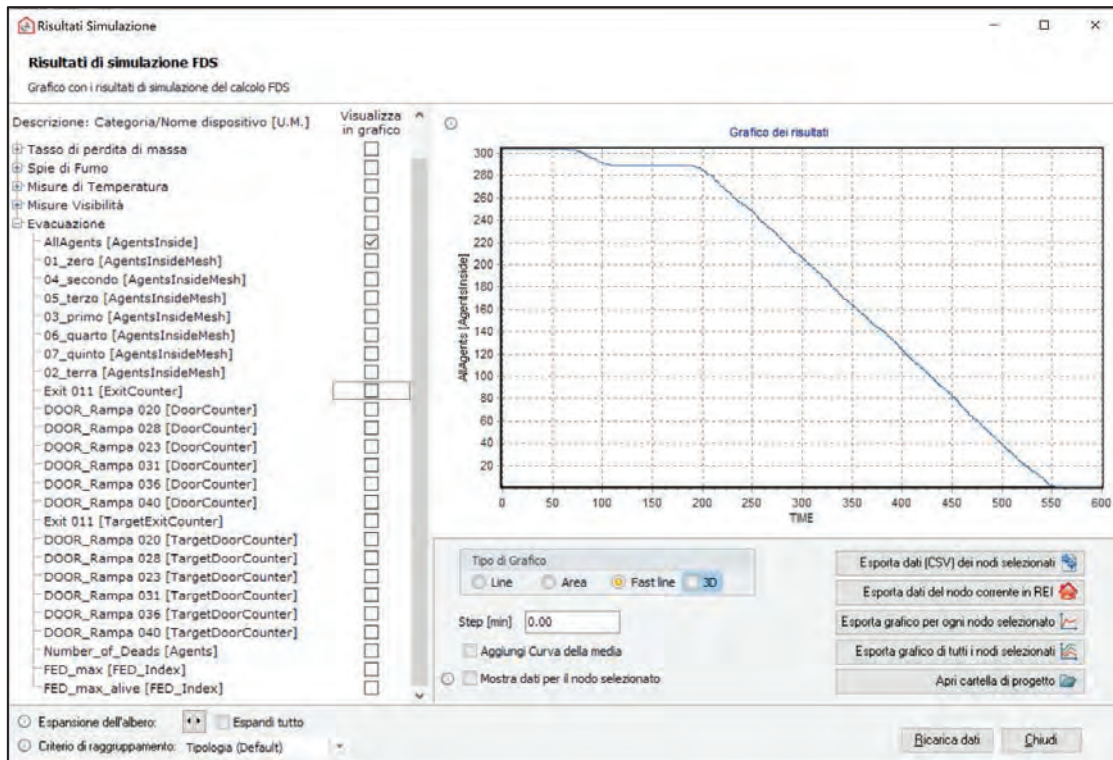 Risultati Simulazione
Risultati di simulazione FDS
Grafico con i risultati di simulazione del calcolo FDS
Descrizione: Categoria/Nome dispositivo [U.M.]
Visualizza
in grafico
Tasso di perdita di massa
Spie di Fumo
Misure di Temperatura
Misure Visibilità
Evacuazione
AllAgents [AgentsInside]
01_zero [AgentsInsideMesh]
04_secondo [AgentsInsideMesh]
05_terzo [AgentsInsideMesh]
03_primo [AgentsInsideMesh]
06_quarto [AgentsInsideMesh]
07_quinto [AgentsInsideMesh]
02_terra [AgentsInsideMesh]
Exit 011 [ExitCounter]
DOOR_Rampa 020 [DoorCounter]
DOOR_Rampa 028 [DoorCounter]
DOOR_Rampa 023 [DoorCounter]
DOOR_Rampa 031 [DoorCounter]
DOOR_Rampa 036 [DoorCounter]
DOOR_Rampa 040 [DoorCounter]
Exit 011 [TargetExitCounter]
DOOR_Rampa 020 [TargetDoorCounter]
DOOR_Rampa 028 [TargetDoorCounter]
DOOR_Rampa 023 [TargetDoorCounter]
DOOR_Rampa 031 [TargetDoorCounter]
DOOR_Rampa 036 [TargetDoorCounter]
DOOR_Rampa 040 [TargetDoorCounter]
Number_of_Deads [Agents]
FED_max [FED_Index]
FED_max_alive [FED_Index]
Grafico dei risultati
AllAgents [AgentsInside]
300
280
260
240
220
200
180
160
140
120
100
80
60
40
20
0 50 100 150 200 250 300 350 400 450 500 550 600
TIME
Tipo di Grafico
Line Area Fast line 3D
Step [min] 0.00
Aggiungi Curva della media
Mostra dati per il nodo selezionato
Esporta dati (CSV) dei nodi selezionati
Esporta dati del nodo corrente in REI
Esporta grafico per ogni nodo selezionato
Esporta grafico di tutti i nodi selezionati
Apri cartella di progetto
Espansione dell'albero: Espandi tutto
Criterio di raggruppamento: Tipologia (Default)
Ricarica dati
Chiudi